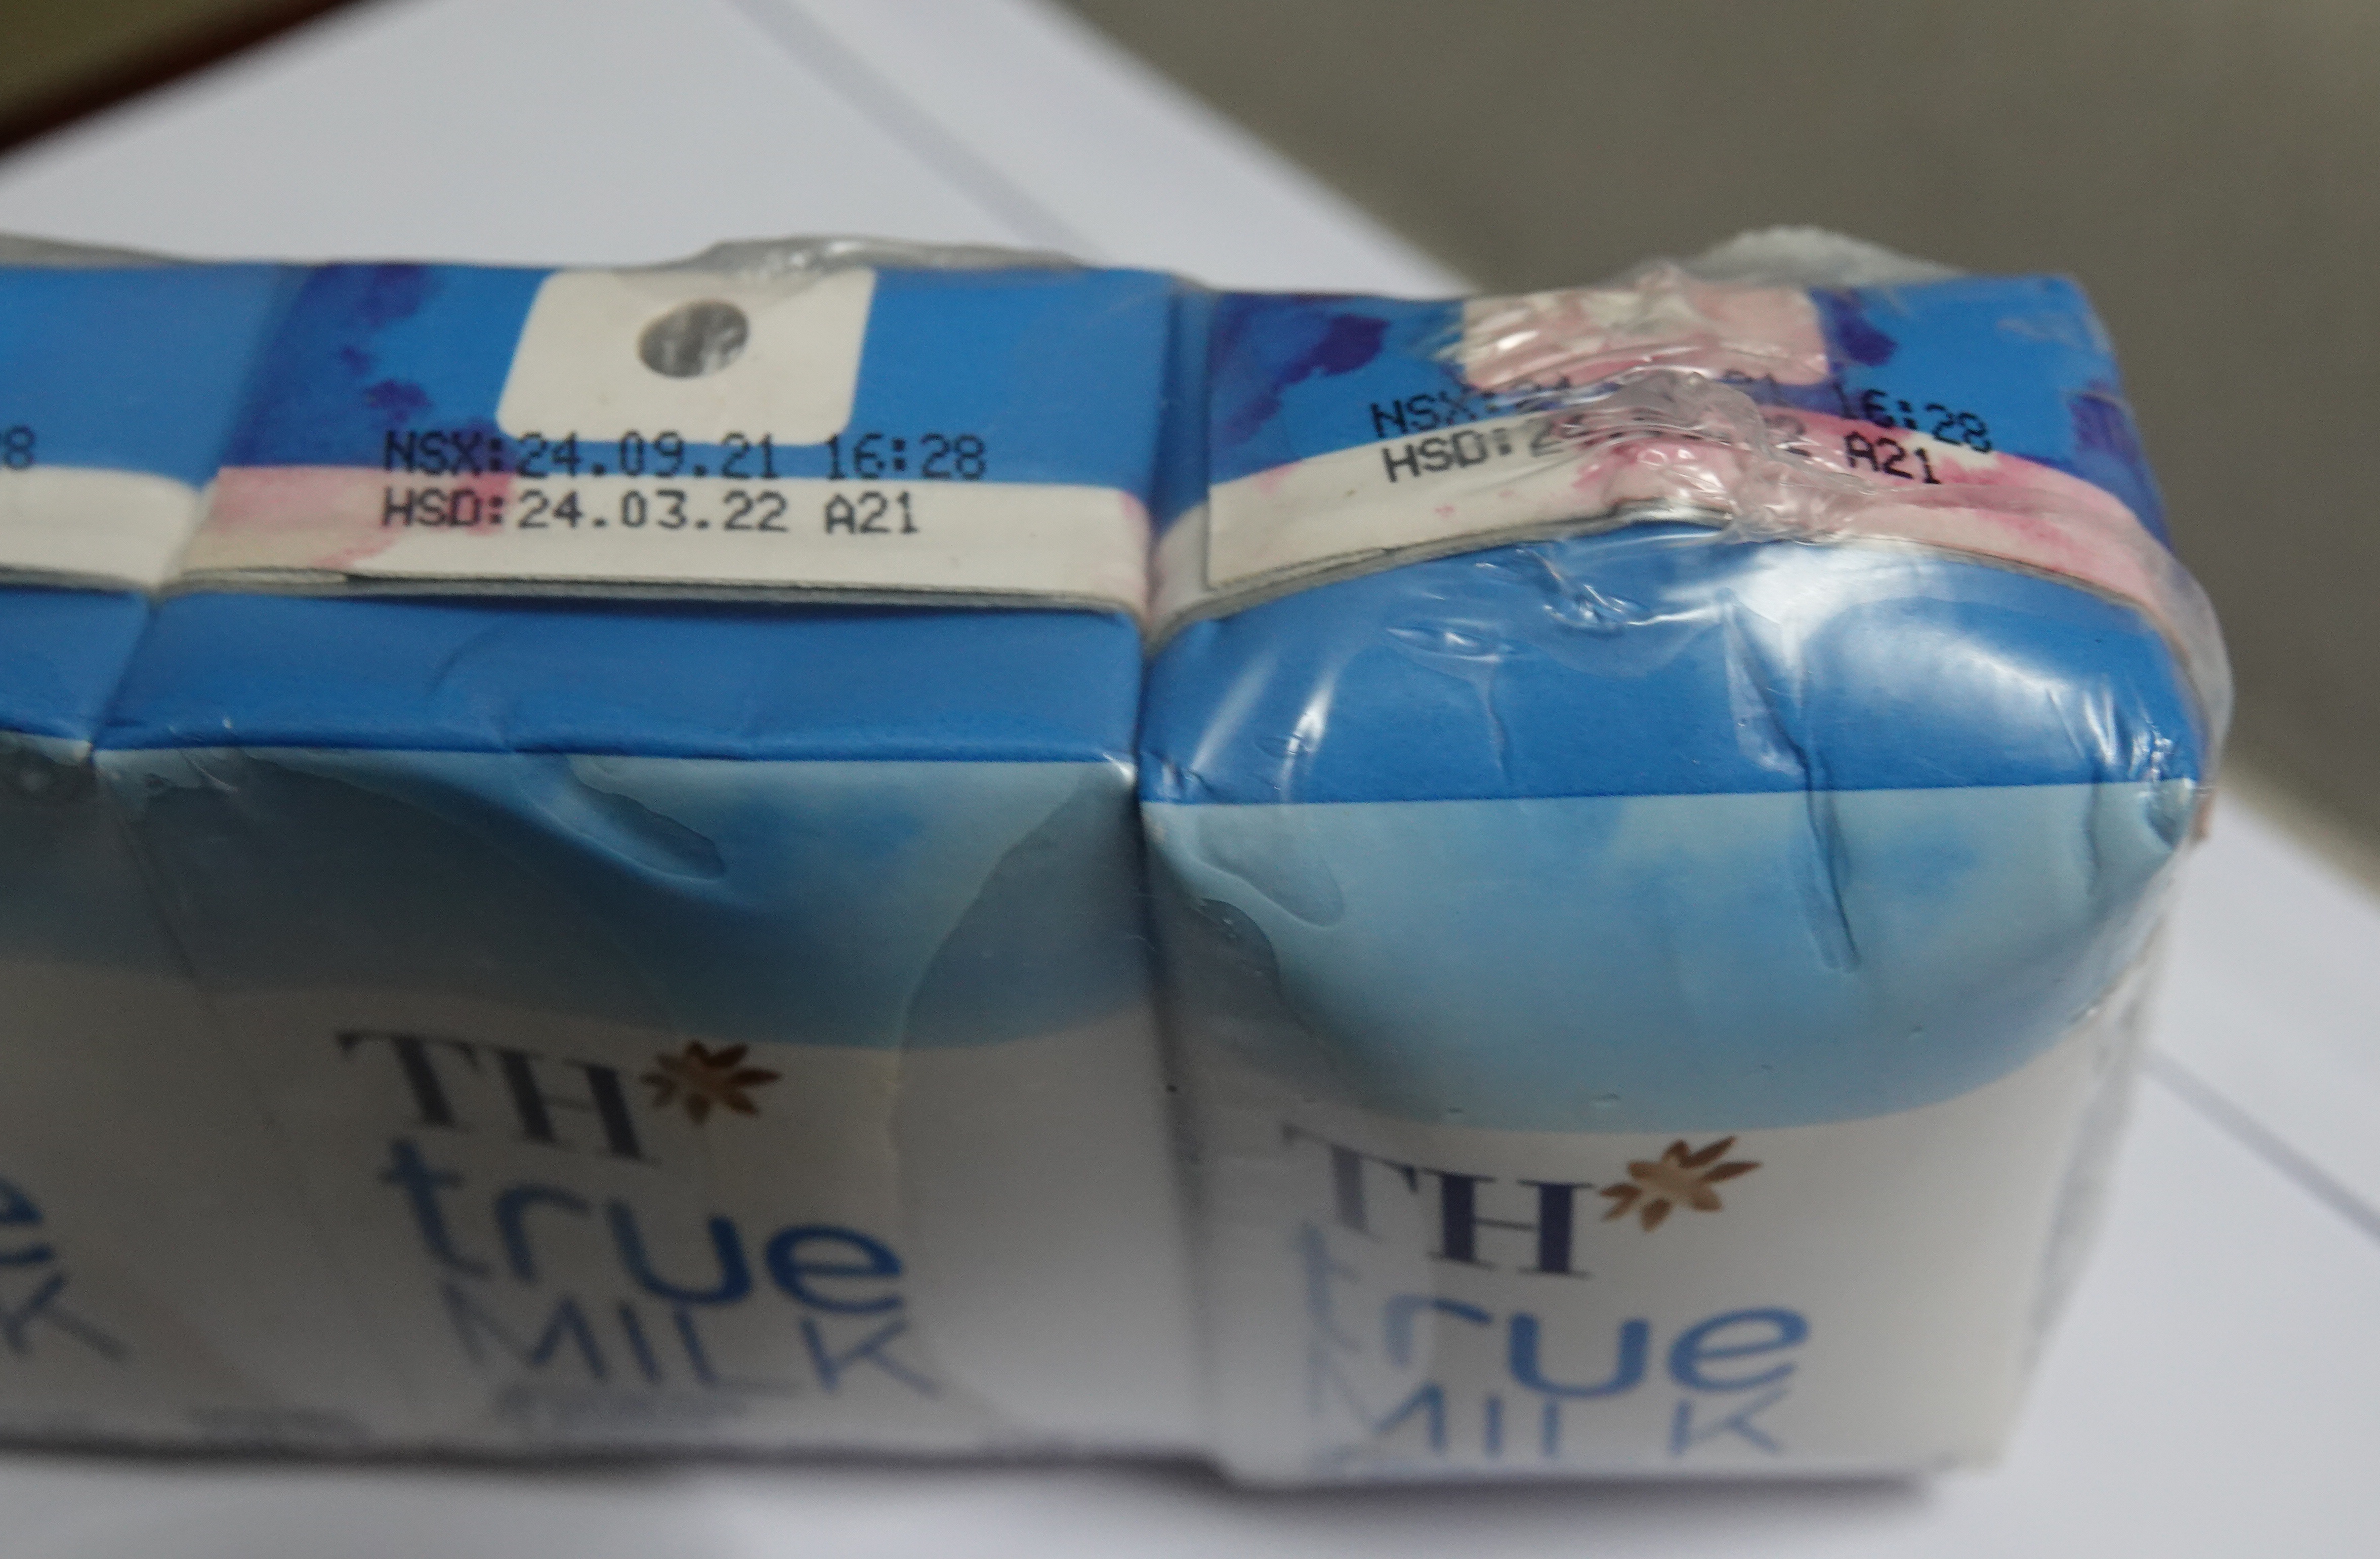 NSX:24.09.21 16:28
HSD:24.03.22 A21
NSX: 16:28
HSD: A21
TH
true
MILK
TH
true
MILK